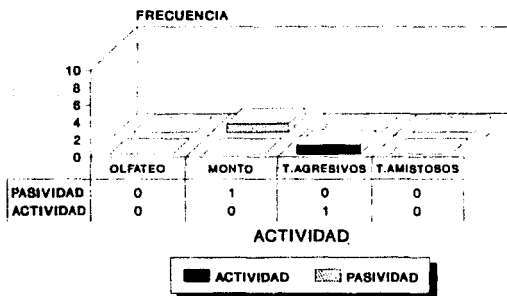 FRECUENCIA
10
8
6
4
2
0
OLFATEO MONTO T.AGRESIVOS T.AMISTOSOS
PASIVIDAD 0 1 0 0
ACTIVIDAD 0 0 1 0
ACTIVIDAD
ACTIVIDAD PASIVIDAD